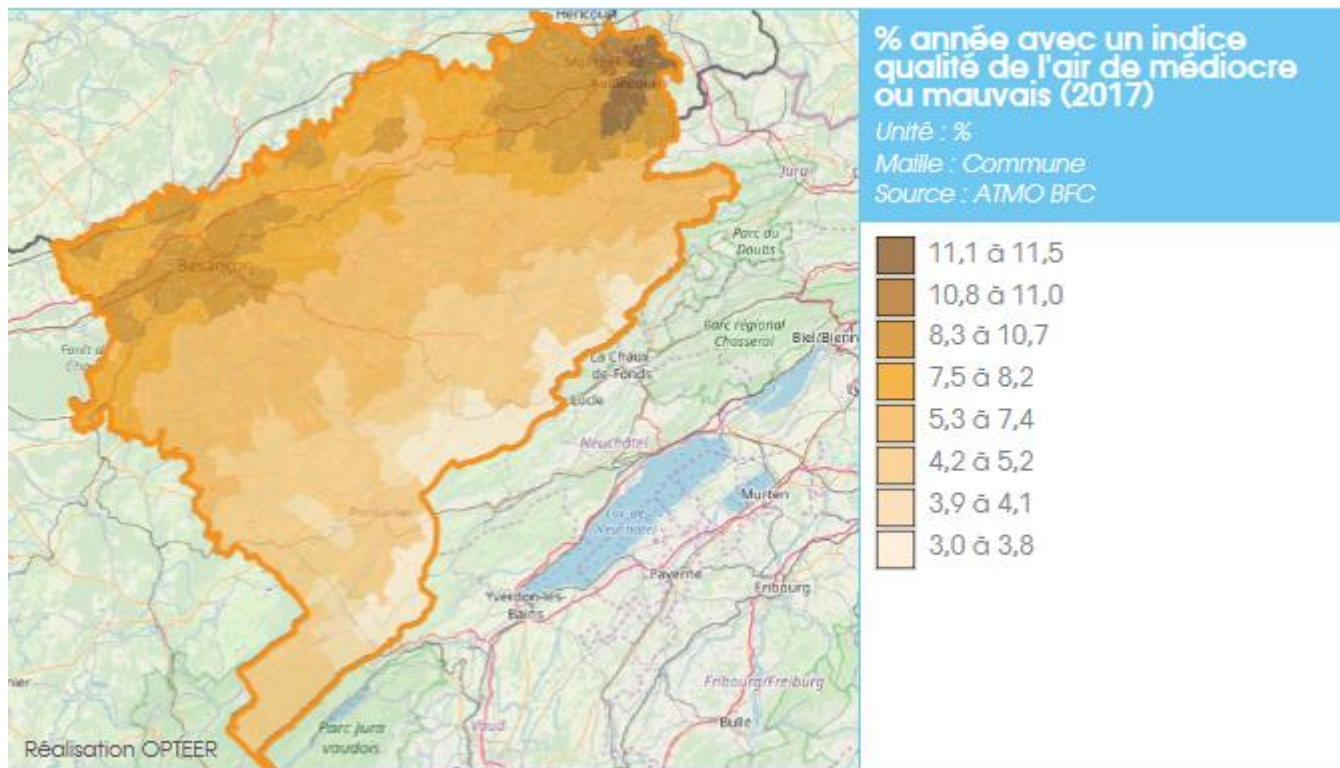 Héricourt
Besançon
Jura
Parc du
Doubs
Parc régional
Chasseral
Biel/Bienn
La Chaux
de-Fonds
Locle
Forêt d
Neuchâtel
Murten
Lac de
Neuchâtel
Pontarlier
Payerne
Fribourg
Yverdon-les-
Bains
nier
Fribourg/Freiburg
Vaud
Bulle
Parc Jura
vaudois
Réalisation OPTEER
% année avec un indice
qualité de l'air de médiocre
ou mauvais (2017)
Unité : %
Maille : Commune
Source : ATMO BFC
11,1 à 11,5
10,8 à 11,0
8,3 à 10,7
7,5 à 8,2
5,3 à 7,4
4,2 à 5,2
3,9 à 4,1
3,0 à 3,8